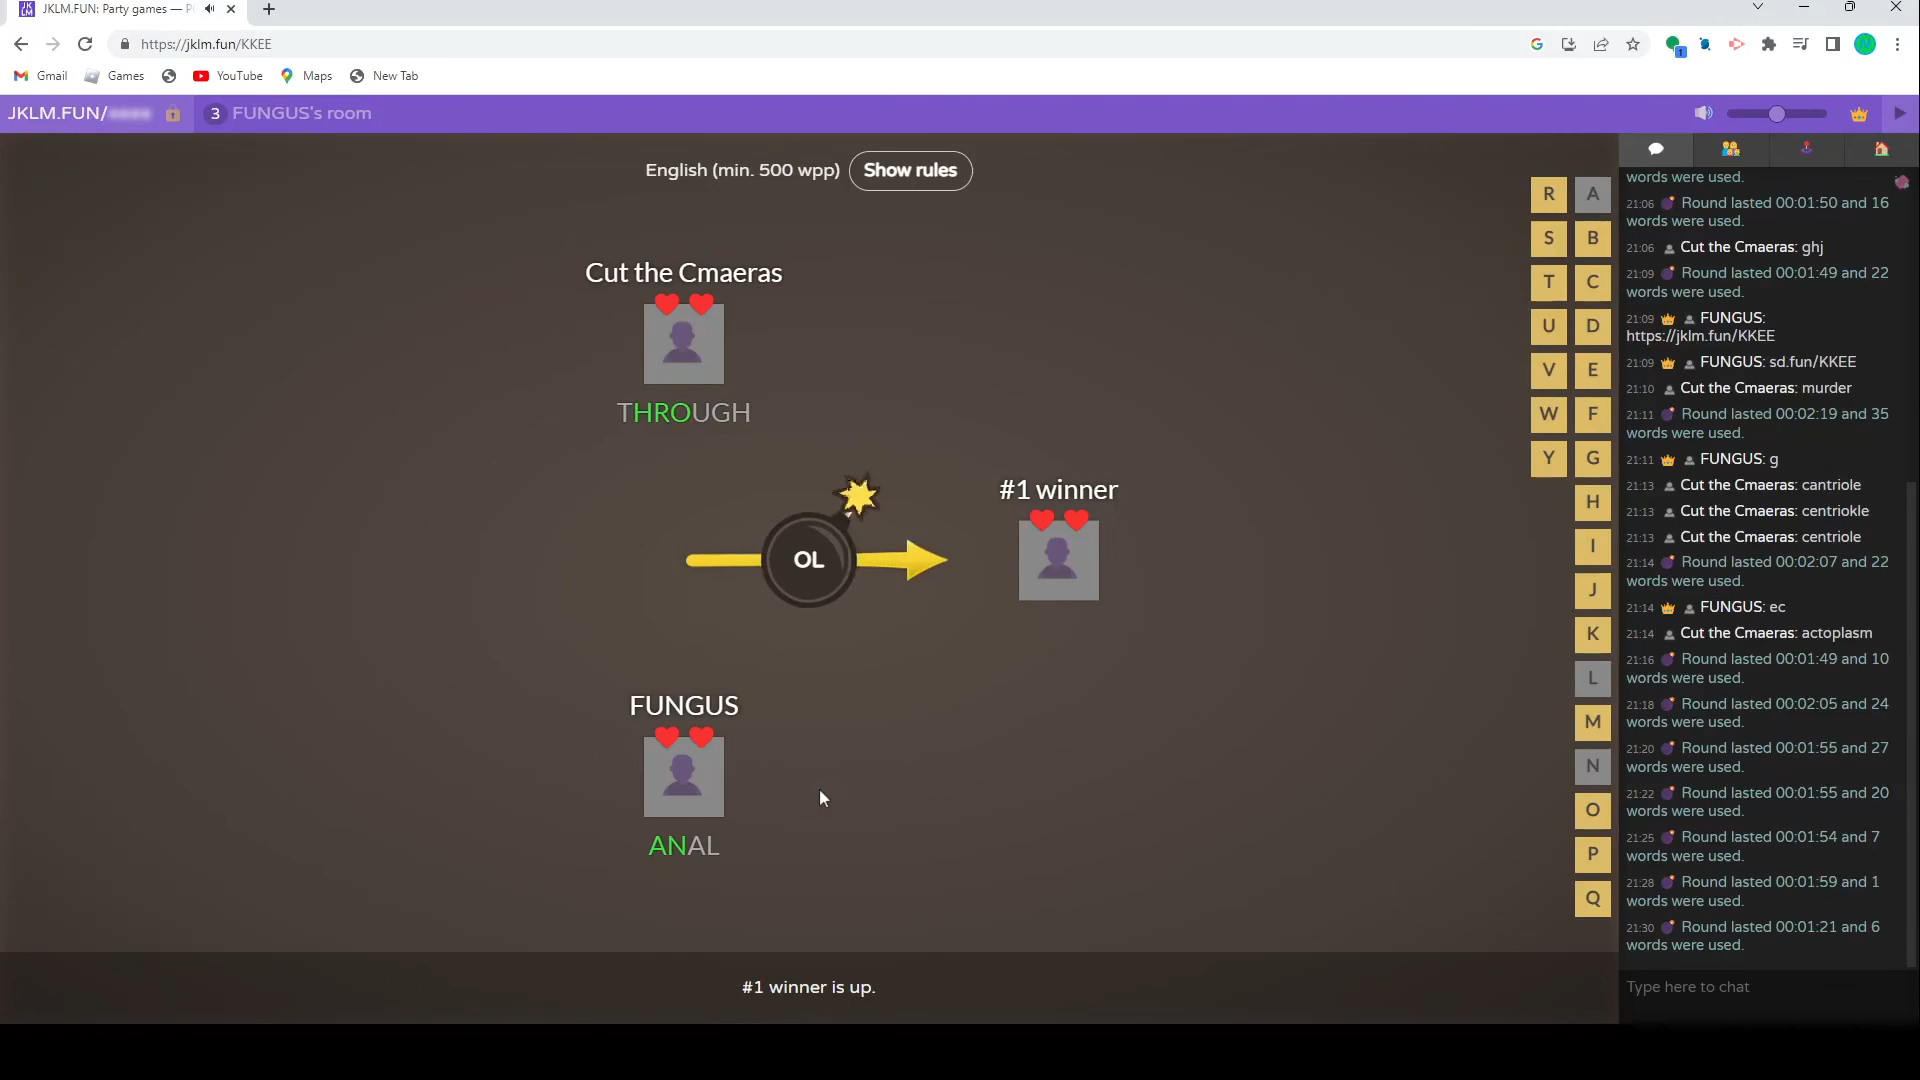 JKLM.FUN: Party games — P
https://jklm.fun/KKEE
1
Gmail
Games
YouTube
Maps
New Tab
JKLM.FUN/
3 FUNGUS's room
English (min. 500 wpp)
Show rules
Cut the Cmaeras
THROUGH
#1 winner
OL
FUNGUS
ANAL
#1 winner is up.
R A
S B
T C
U D
V E
W F
Y G
H
I
J
K
L
M
N
O
P
Q
words were used.
21:06 Round lasted 00:01:50 and 16
words were used.
21:06 Cut the Cmaeras: ghj
21:09 Round lasted 00:01:49 and 22
words were used.
21:09 FUNGUS:
https://jklm.fun/KKEE
21:09 FUNGUS: sd.fun/KKEE
21:10 Cut the Cmaeras: murder
21:11 Round lasted 00:02:19 and 35
words were used.
21:11 FUNGUS: g
21:13 Cut the Cmaeras: cantriole
21:13 Cut the Cmaeras: centriokle
21:13 Cut the Cmaeras: centriole
21:14 Round lasted 00:02:07 and 22
words were used.
21:14 FUNGUS: ec
21:14 Cut the Cmaeras: actoplasm
21:16 Round lasted 00:01:49 and 10
words were used.
21:18 Round lasted 00:02:05 and 24
words were used.
21:20 Round lasted 00:01:55 and 27
words were used.
21:22 Round lasted 00:01:55 and 20
words were used.
21:25 Round lasted 00:01:54 and 7
words were used.
21:28 Round lasted 00:01:59 and 1
words were used.
21:30 Round lasted 00:01:21 and 6
words were used.
Type here to chat